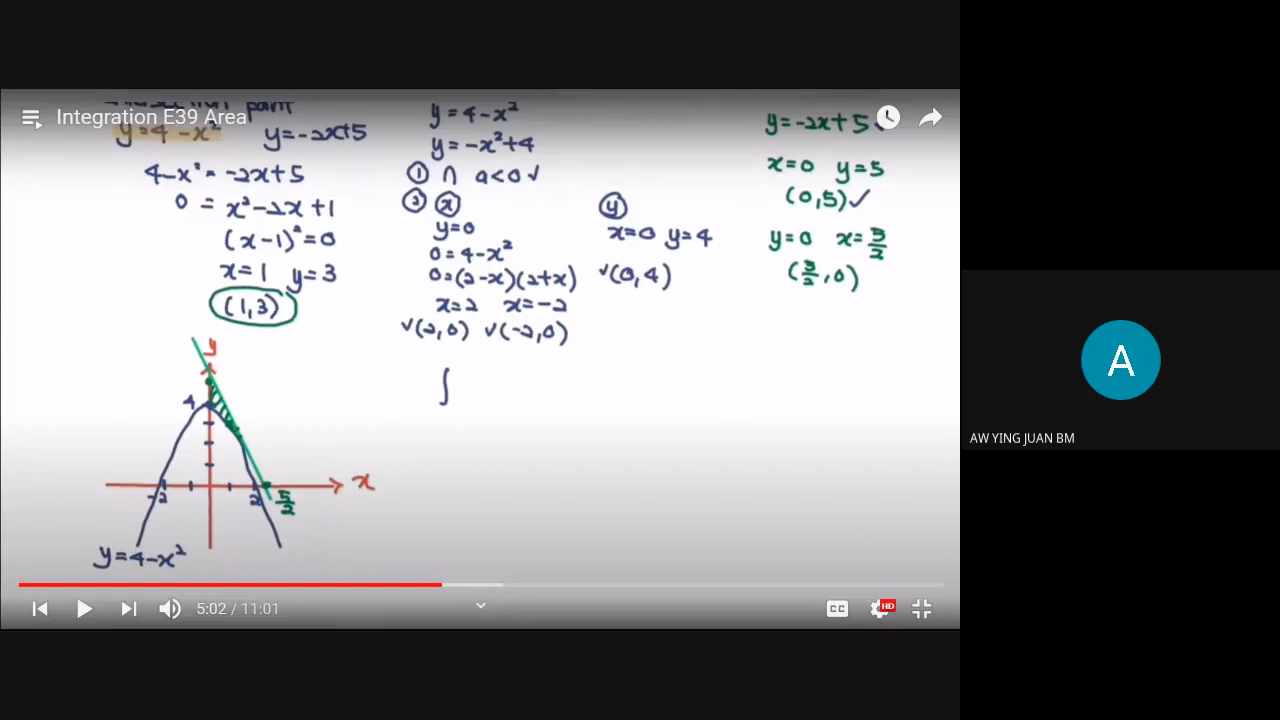 Integration E39 Area
point
y=4-x²
y=-2x+5
4-x²=-2x+5
0 = x²-2x+1
(x-1)²=0
x=1 y=3
(1,3)
y = 4-x²
y = -x²+4
① ∩ a<0 ✓
② ⓧ
y=0
0=4-x²
0=(2-x)(2+x)
x=2 x=-2
✓(2,0) ✓(-2,0)
ⓨ
x=0 y=4
✓(0,4)
y=-2x+5 ✓
x=0 y=5
(0,5)✓
y=0 x=5/2
(5/2,0)
∫
y
4
-2
2
5/2
x
y=4-x²
5:02 / 11:01
CC
HD
A
AW YING JUAN BM